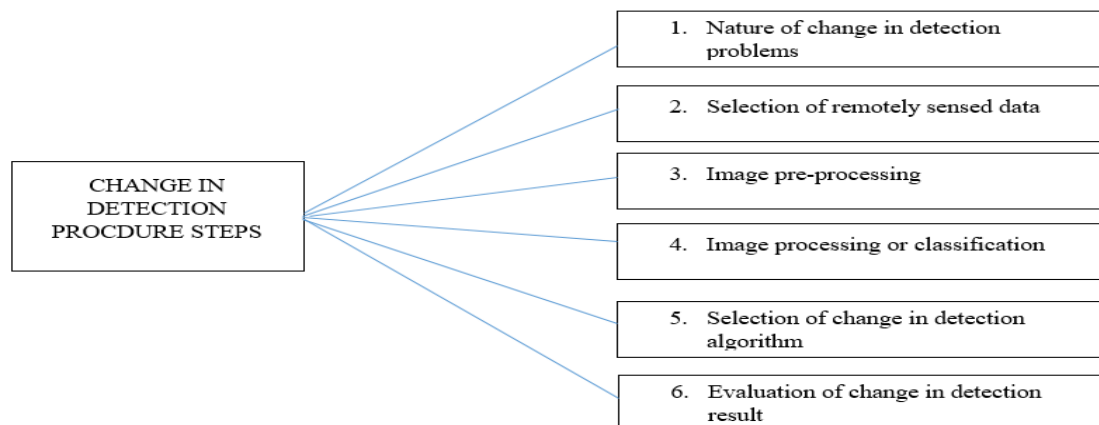 CHANGE IN
DETECTION
PROCDURE STEPS
1. Nature of change in detection
problems
2. Selection of remotely sensed data
3. Image pre-processing
4. Image processing or classification
5. Selection of change in detection
algorithm
6. Evaluation of change in detection
result